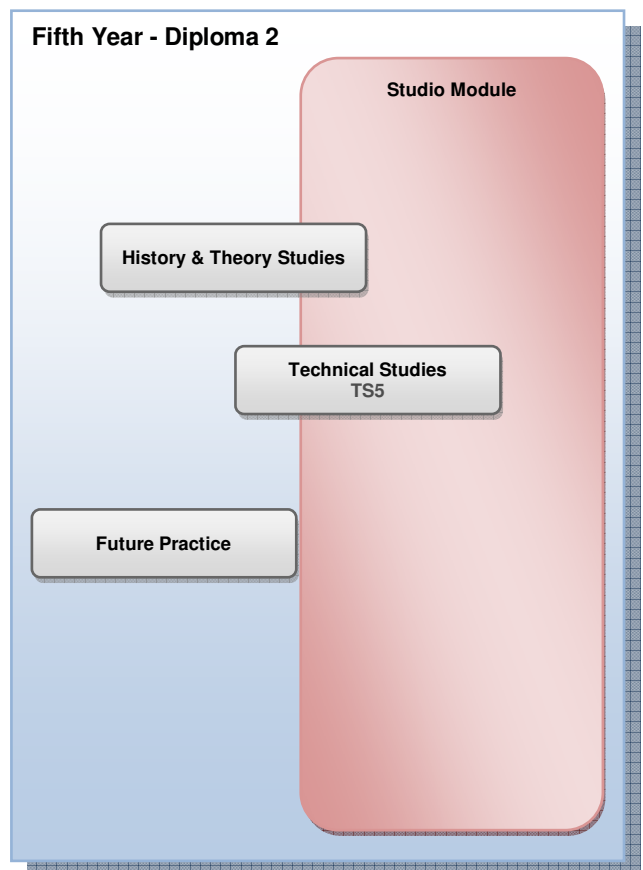 Fifth Year - Diploma 2
Studio Module
History & Theory Studies
Technical Studies
TS5
Future Practice